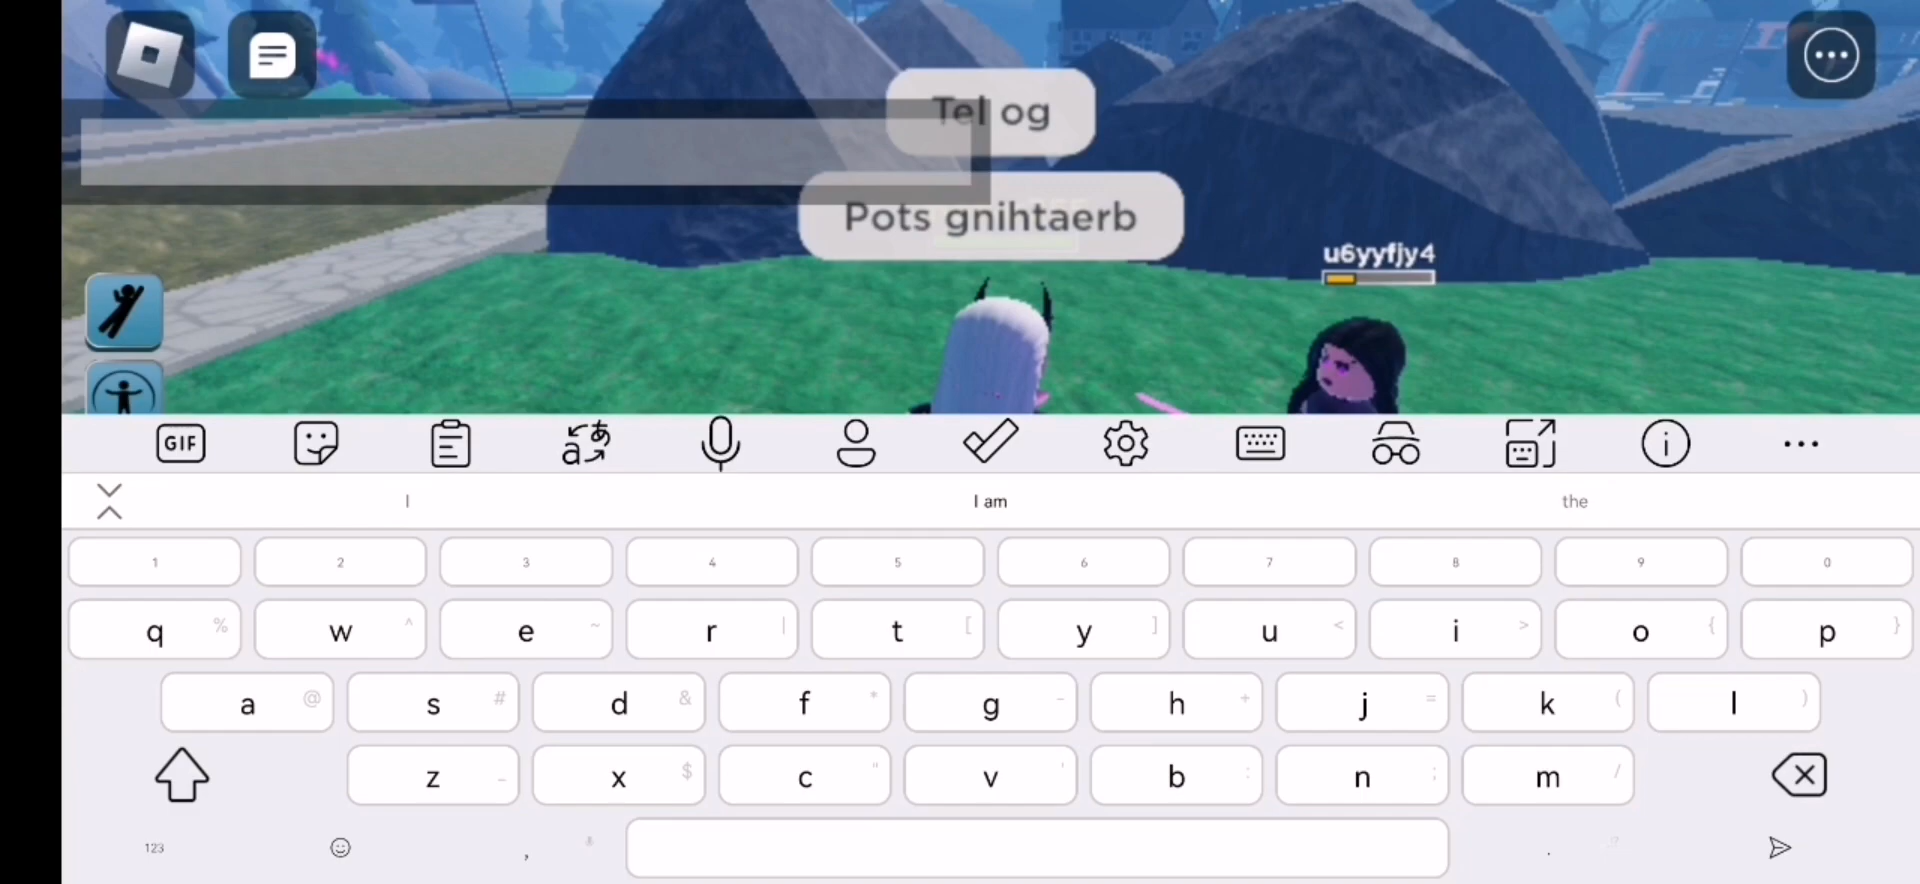 Tel og
Pots gnihtaerb
u6yyfjy4
GIF
I
I am
the
1 2 3 4 5 6 7 8 9 0
q % w ^ e ~ r | t [ y ] u < i > o { p }
a @ s # d & f * g - h + j = k ( l )
z _ x $ c " v ' b : n ; m /
123 , . !?